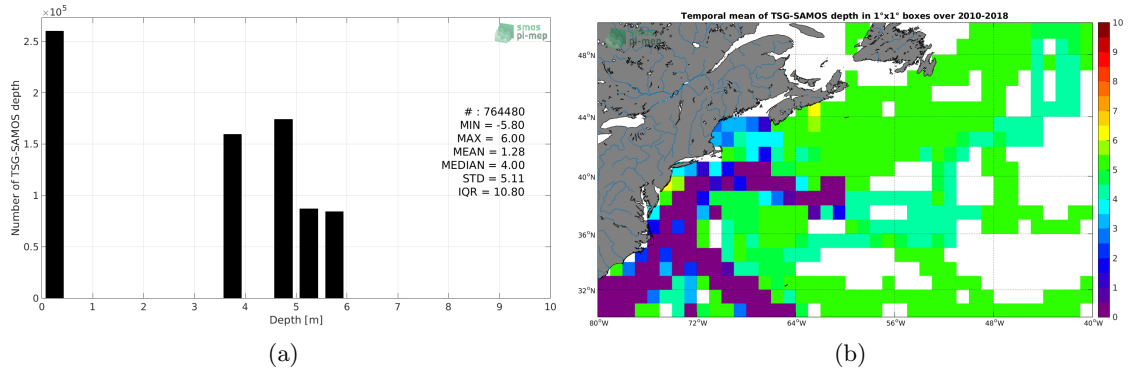 ×10⁵
2.5
2
1.5
1
0.5
0
Number of TSG-SAMOS depth
smos
pi-mep
# : 764480
MIN = -5.80
MAX = 6.00
MEAN = 1.28
MEDIAN = 4.00
STD = 5.11
IQR = 10.80
0 1 2 3 4 5 6 7 8 9 10
Depth [m]
(a)
Temporal mean of TSG-SAMOS depth in 1°x1° boxes over 2010-2018
smos
pi-mep
48°N
44°N
40°N
36°N
32°N
80°W 72°W 64°W 56°W 48°W 40°W
10
9
8
7
6
5
4
3
2
1
0
(b)